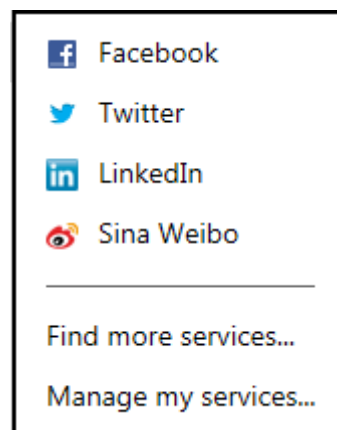 Facebook
Twitter
LinkedIn
Sina Weibo
Find more services...
Manage my services...